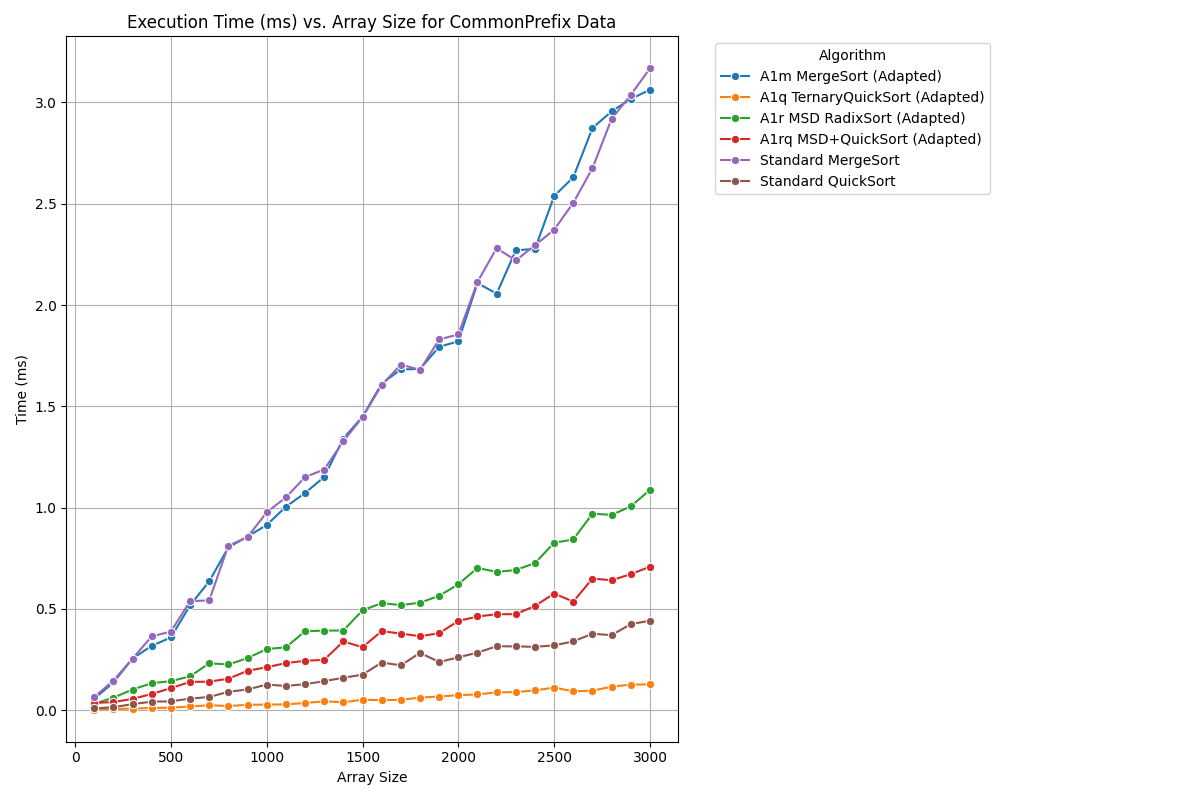 Execution Time (ms) vs. Array Size for CommonPrefix Data
Algorithm
A1m MergeSort (Adapted)
A1q TernaryQuickSort (Adapted)
A1r MSD RadixSort (Adapted)
A1rq MSD+QuickSort (Adapted)
Standard MergeSort
Standard QuickSort
Time (ms)
3.0
2.5
2.0
1.5
1.0
0.5
0.0
0 500 1000 1500 2000 2500 3000
Array Size